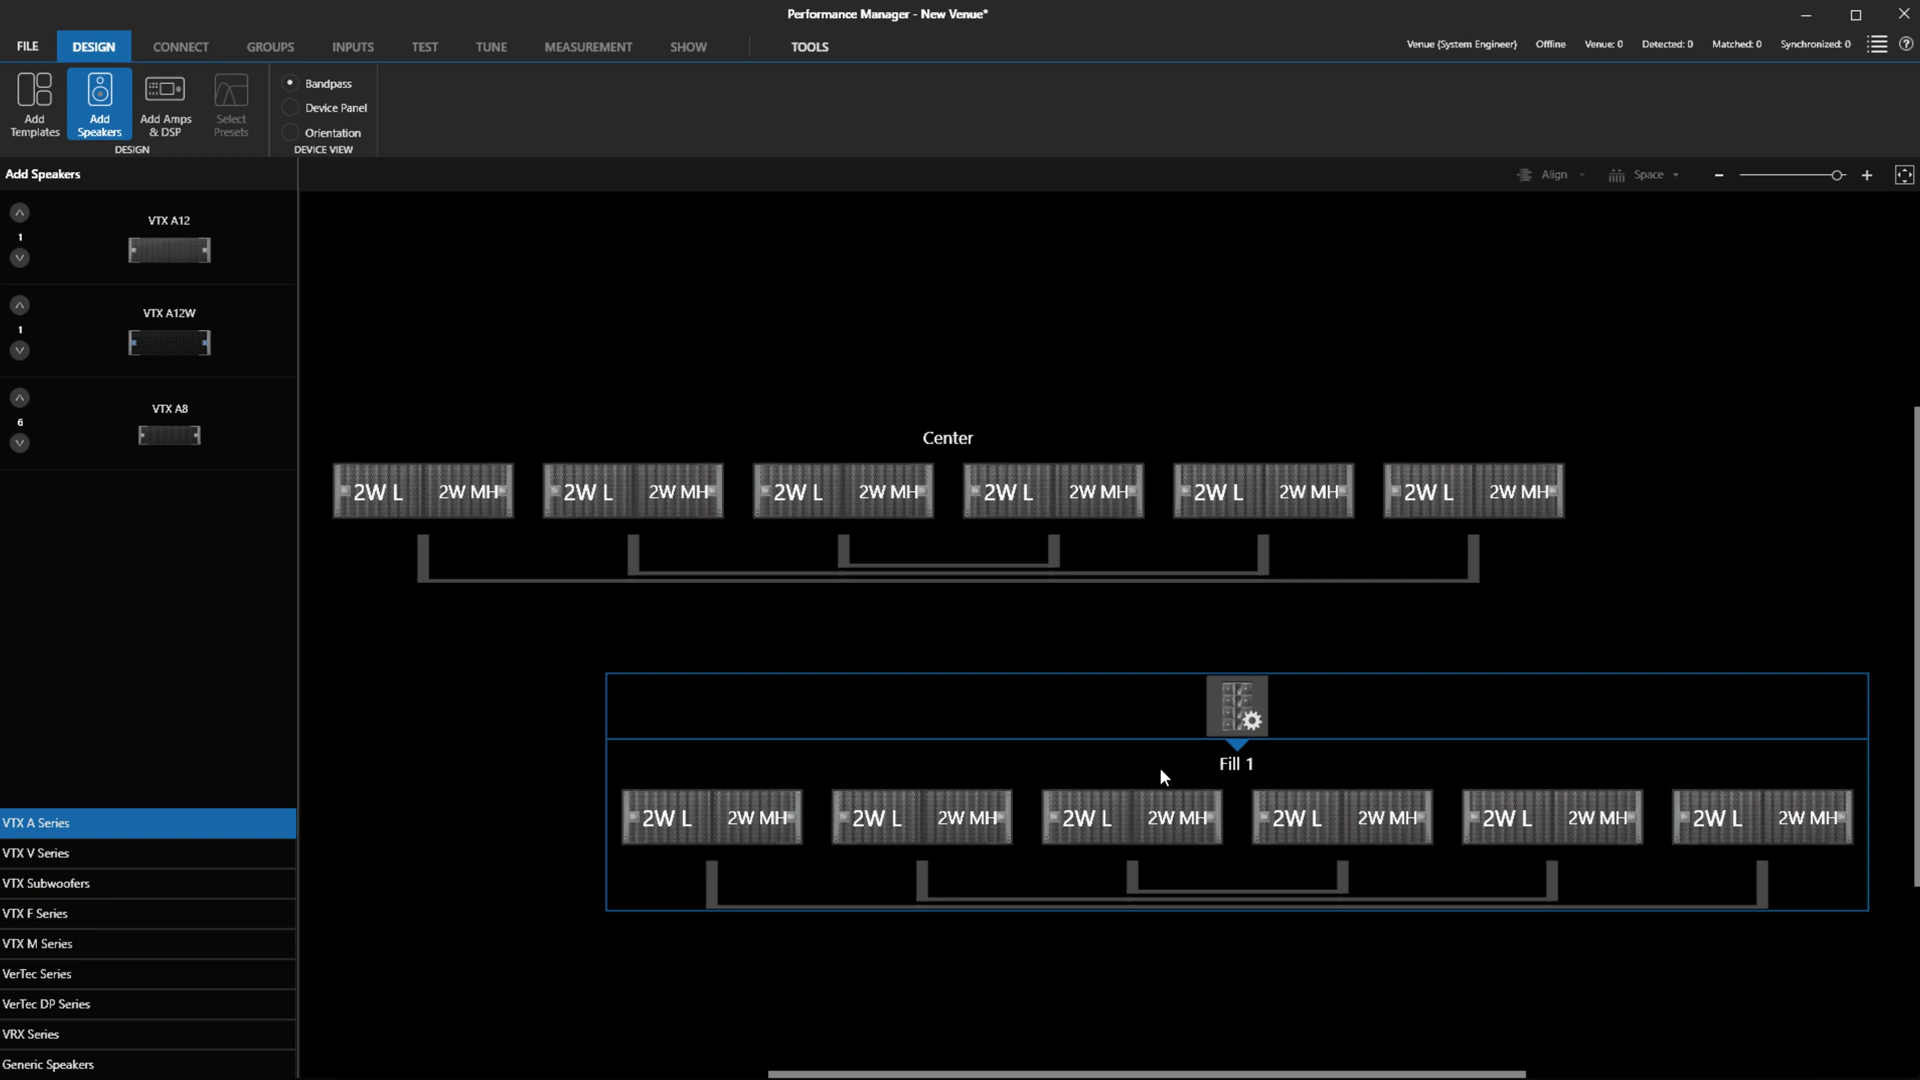 Performance Manager - New Venue*
FILE DESIGN CONNECT GROUPS INPUTS TEST TUNE MEASUREMENT SHOW TOOLS
Venue (System Engineer) Offline Venue: 0 Detected: 0 Matched: 0 Synchronized: 0
Add Templates
Add Speakers
Add Amps & DSP
Select Presets
DESIGN
Bandpass
Device Panel
Orientation
DEVICE VIEW
Add Speakers
Align Space
VTX A12
1
VTX A12W
1
VTX A8
6
Center
2W L 2W MH 2W L 2W MH 2W L 2W MH 2W L 2W MH 2W L 2W MH 2W L 2W MH
Fill 1
2W L 2W MH 2W L 2W MH 2W L 2W MH 2W L 2W MH 2W L 2W MH 2W L 2W MH
VTX A Series
VTX V Series
VTX Subwoofers
VTX F Series
VTX M Series
VerTec Series
VerTec DP Series
VRX Series
Generic Speakers